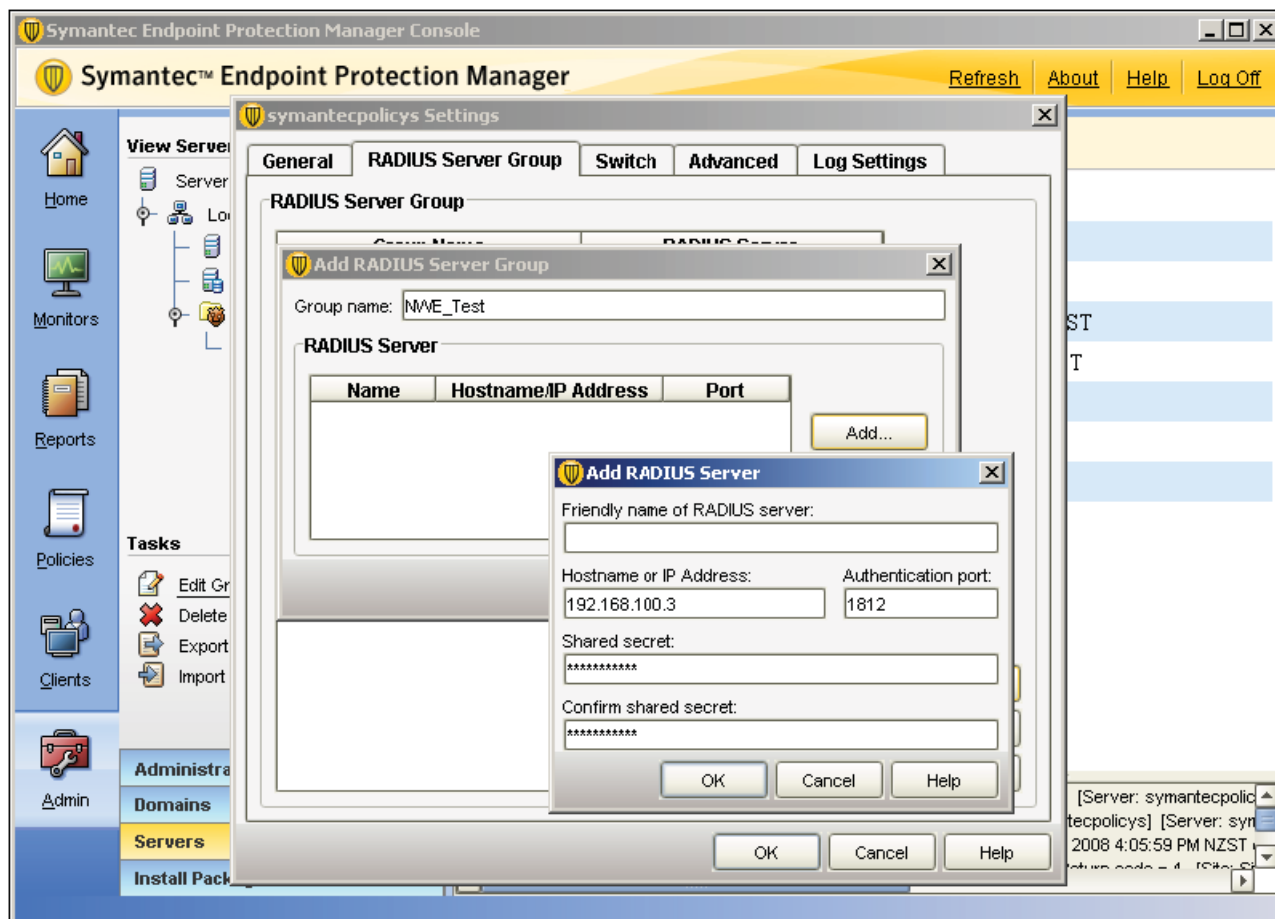 Symantec Endpoint Protection Manager Console
Symantec™ Endpoint Protection Manager
Refresh About Help Log Off
Home
Monitors
Reports
Policies
Clients
Admin
View Server
Server
Tasks
Edit Gr
Delete
Export
Import
Administra
Domains
Servers
Install Pack
symantecpolicys Settings
General RADIUS Server Group Switch Advanced Log Settings
RADIUS Server Group
Group Name RADIUS Server
Add RADIUS Server Group
Group name: NWE_Test
RADIUS Server
Name Hostname/IP Address Port
Add...
Add RADIUS Server
Friendly name of RADIUS server:
Hostname or IP Address: Authentication port:
192.168.100.3 1812
Shared secret:
***********
Confirm shared secret:
***********
OK Cancel Help
OK Cancel Help
ST
T
[Server: symantecpolic
tecpolicys] [Server: syn
2008 4:05:59 PM NZST